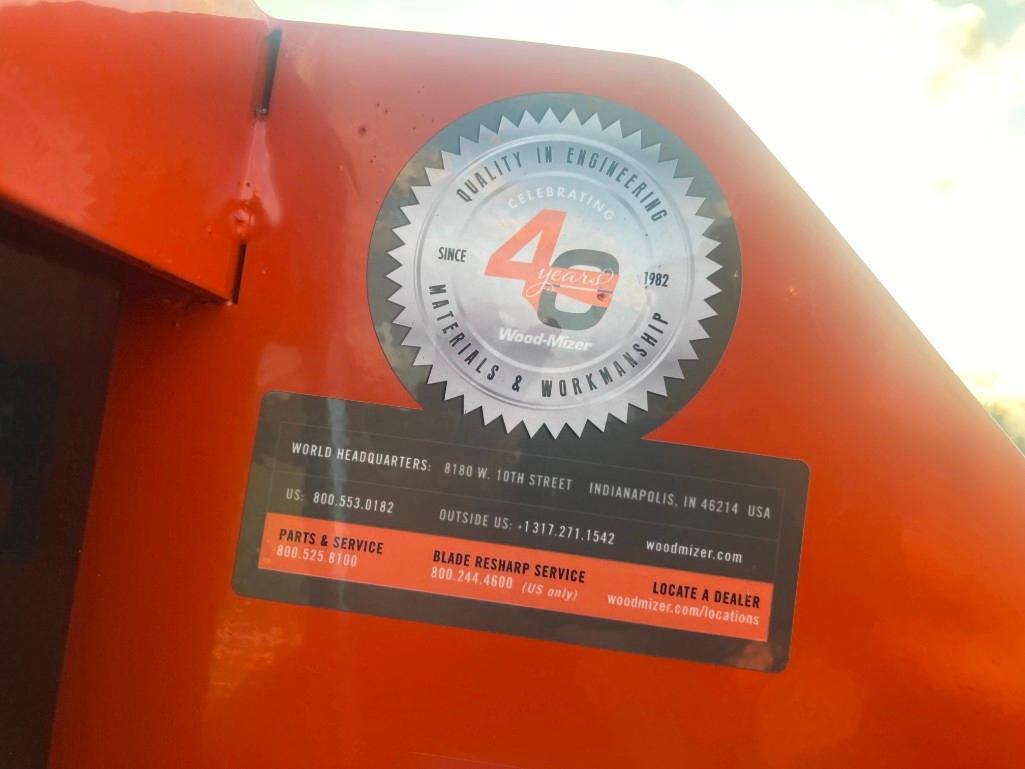 QUALITY IN ENGINEERING
CELEBRATING
SINCE 40 years 1982
Wood-Mizer
MATERIALS & WORKMANSHIP
WORLD HEADQUARTERS: 8180 W. 10TH STREET INDIANAPOLIS, IN 46214 USA
US: 800.553.0182 OUTSIDE US: +1 317.271.1542 woodmizer.com
PARTS & SERVICE BLADE RESHARP SERVICE LOCATE A DEALER
800.525.8100 800.244.4600 (US only) woodmizer.com/locations